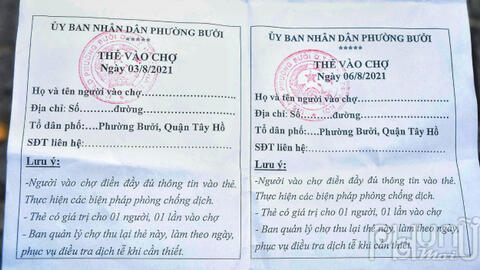 ỦY BAN NHÂN DÂN PHƯỜNG BƯỞI
*****
THẺ VÀO CHỢ
Ngày 03/8/2021
Họ và tên người vào chợ
Địa chỉ: Số............đường
Tổ dân phố:.....Phường Bưởi, Quận Tây Hồ
SĐT liên hệ:
Lưu ý:
-Người vào chợ điền đầy đủ thông tin vào thẻ.
Thực hiện các biện pháp phòng chống dịch.
- Thẻ có giá trị cho 01 người, 01 lần vào chợ
- Ban quản lý chợ thu lại thẻ này, làm theo ngày,
phục vụ điều tra dịch tễ khi cần thiết.
ỦY BAN NHÂN DÂN PHƯỜNG BƯỞI
*****
THẺ VÀO CHỢ
Ngày 06/8/2021
Họ và tên người vào chợ
Địa chỉ: Số............đường
Tổ dân phố:.....Phường Bưởi, Quận Tây Hồ
SĐT liên hệ:
Lưu ý:
-Người vào chợ điền đầy đủ thông tin vào thẻ.
Thực hiện các biện pháp phòng chống dịch.
- Thẻ có giá trị cho 01 người, 01 lần vào chợ
- Ban quản lý chợ thu lại thẻ này, làm theo ngày,
phục vụ điều tra dịch tễ khi cần thiết.